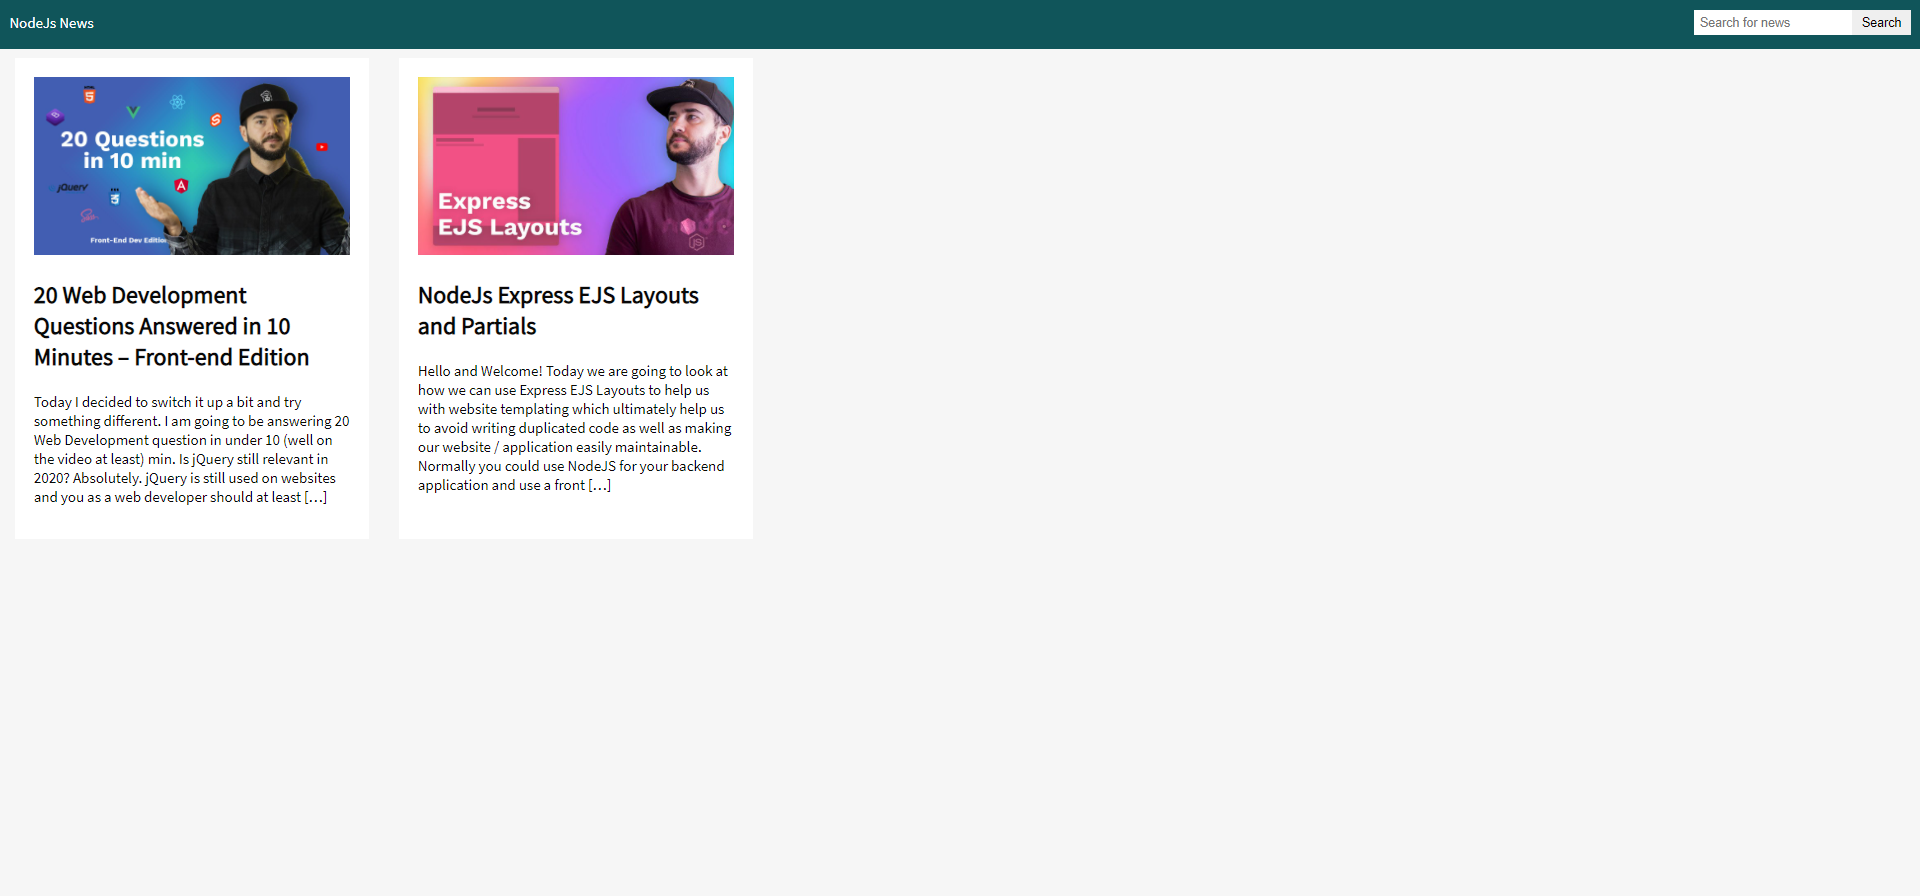 NodeJs News
Search for news
Search
20 Questions
in 10 min
jQuery
Front-End Dev Edition
20 Web Development
Questions Answered in 10
Minutes – Front-end Edition
Today I decided to switch it up a bit and try
something different. I am going to be answering 20
Web Development question in under 10 (well on
the video at least) min. Is jQuery still relevant in
2020? Absolutely. jQuery is still used on websites
and you as a web developer should at least […]
Express
EJS Layouts
NodeJs Express EJS Layouts
and Partials
Hello and Welcome! Today we are going to look at
how we can use Express EJS Layouts to help us
with website templating which ultimately help us
to avoid writing duplicated code as well as making
our website / application easily maintainable.
Normally you could use NodeJS for your backend
application and use a front […]